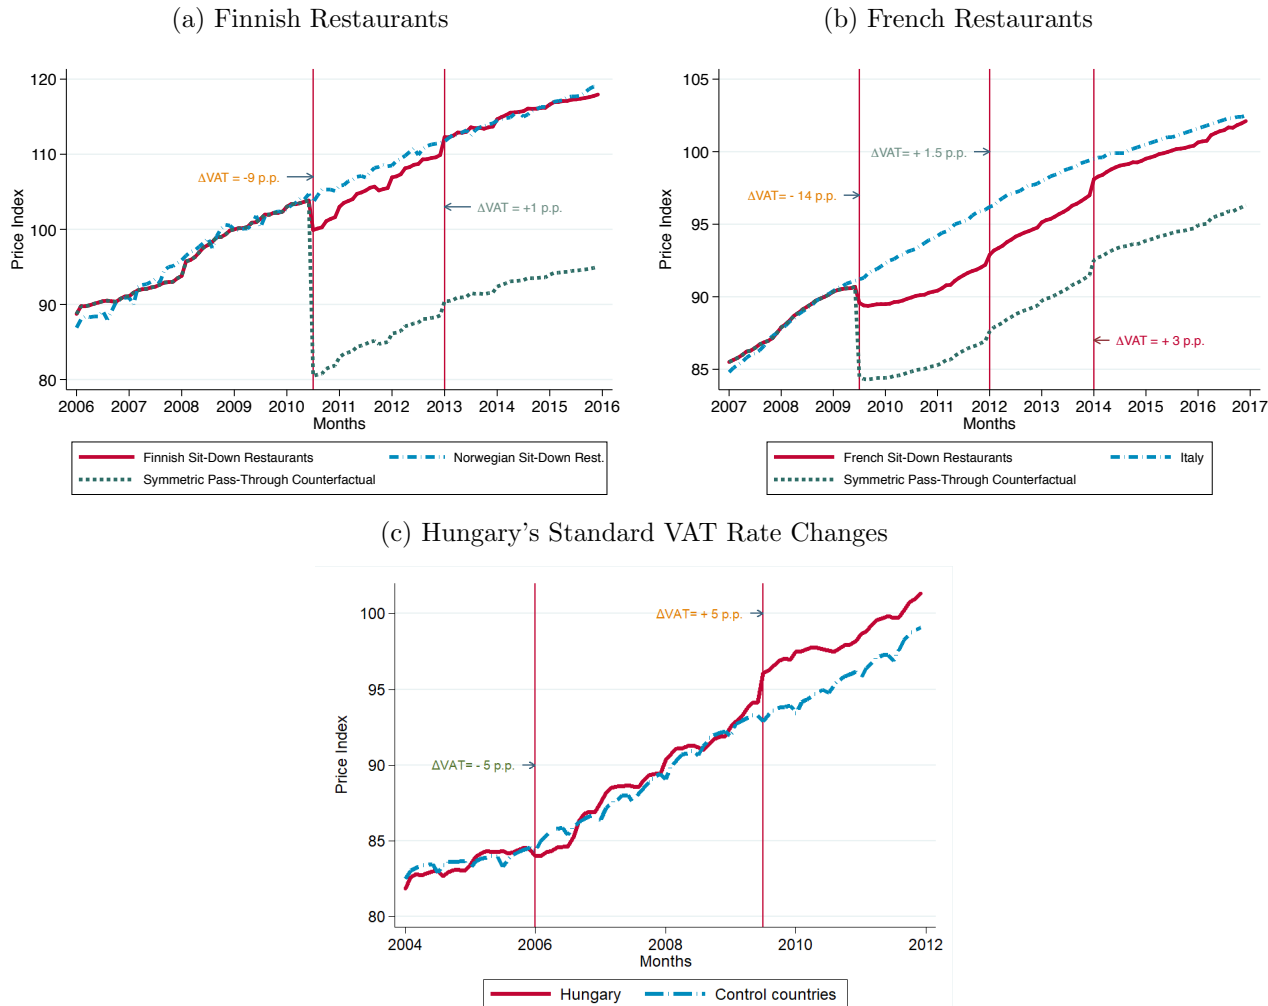 (a) Finnish Restaurants
120
110
100
90
80
Price Index
ΔVAT = -9 p.p.
ΔVAT = +1 p.p.
2006 2007 2008 2009 2010 2011 2012 2013 2014 2015 2016
Months
Finnish Sit-Down Restaurants
Norwegian Sit-Down Rest.
Symmetric Pass-Through Counterfactual
(b) French Restaurants
105
100
95
90
85
Price Index
ΔVAT = + 1.5 p.p.
ΔVAT= - 14 p.p.
ΔVAT = + 3 p.p.
2007 2008 2009 2010 2011 2012 2013 2014 2015 2016 2017
Months
French Sit-Down Restaurants
Italy
Symmetric Pass-Through Counterfactual
(c) Hungary's Standard VAT Rate Changes
100
95
90
85
80
Price Index
ΔVAT= + 5 p.p.
ΔVAT= - 5 p.p.
2004 2006 2008 2010 2012
Months
Hungary
Control countries